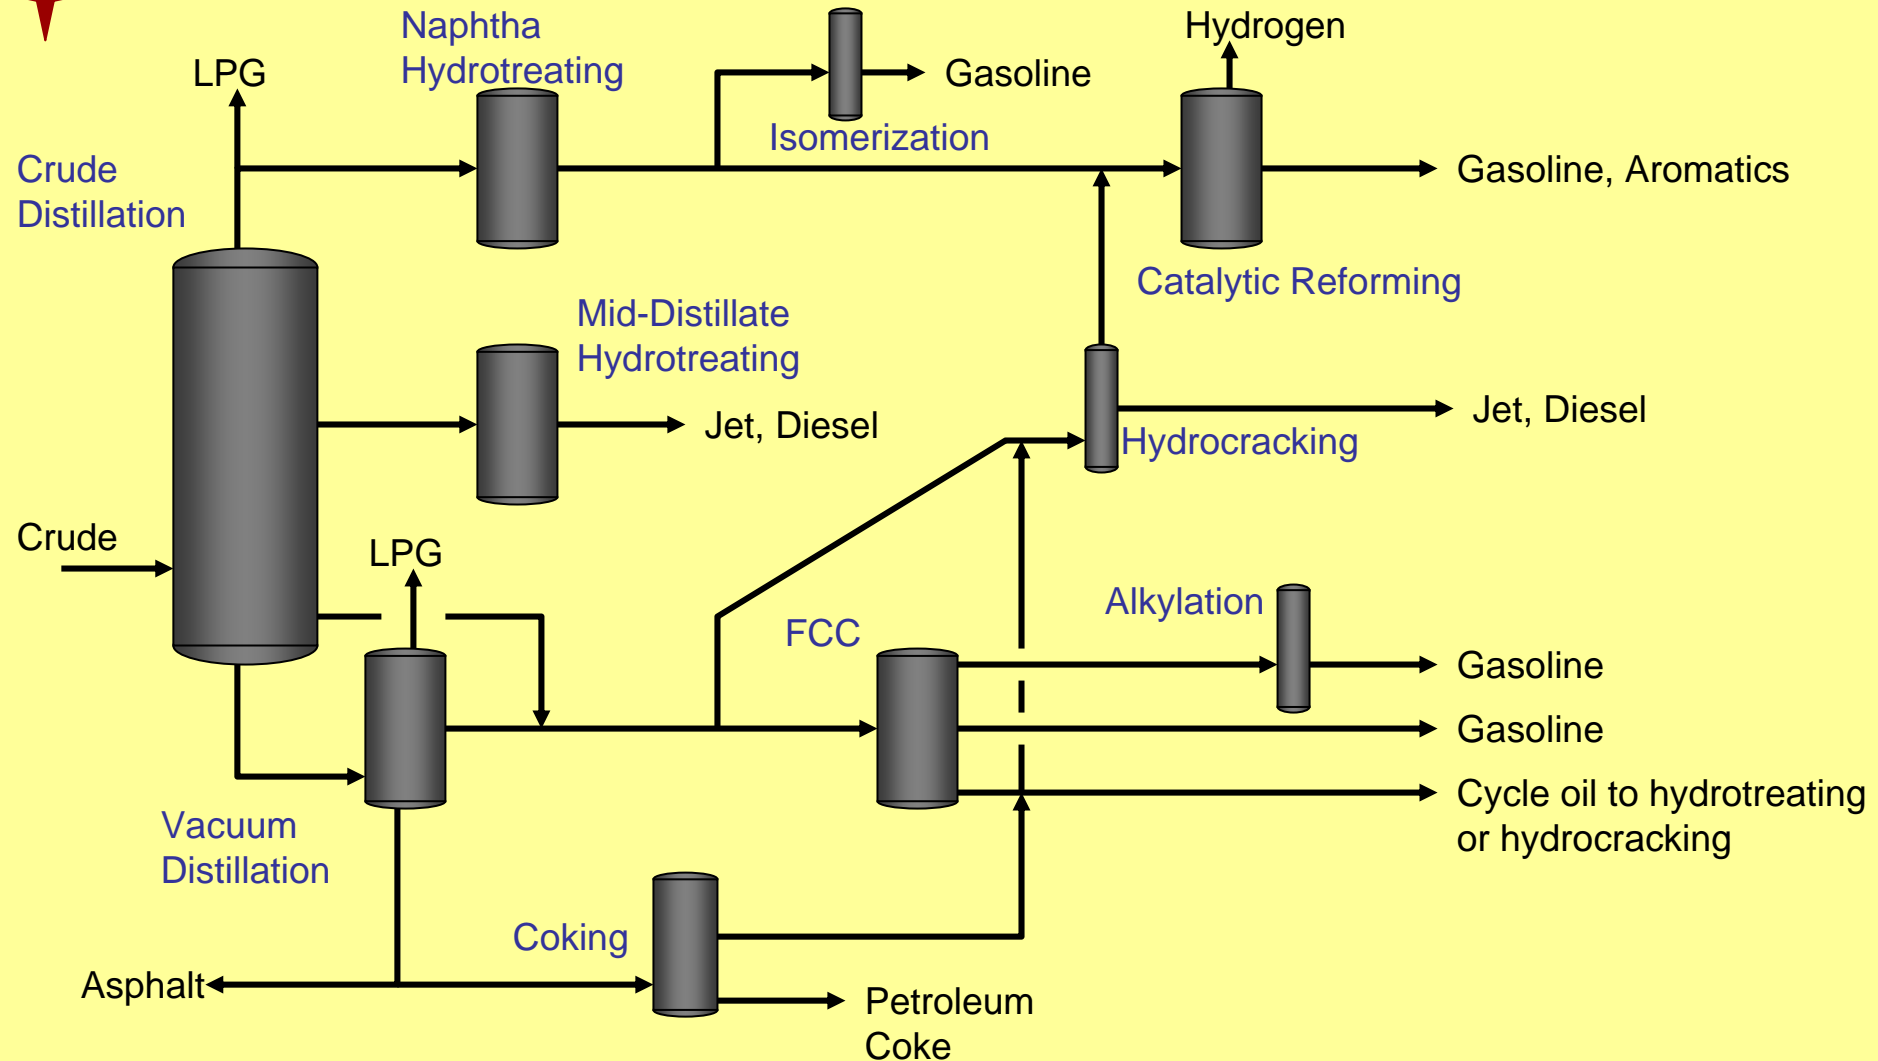 Naphtha
Hydrotreating
Hydrogen
LPG
Gasoline
Isomerization
Crude
Distillation
Gasoline, Aromatics
Catalytic Reforming
Mid-Distillate
Hydrotreating
Jet, Diesel
Jet, Diesel
Hydrocracking
Crude
LPG
Alkylation
FCC
Gasoline
Gasoline
Cycle oil to hydrotreating
or hydrocracking
Vacuum
Distillation
Coking
Asphalt
Petroleum
Coke